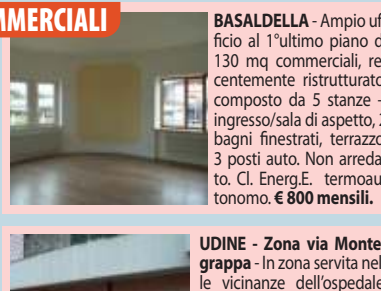 MMERCIALI
BASALDELLA - Ampio uf
ficio al 1°ultimo piano d
130 mq commerciali, re
centemente ristrutturato
composto da 5 stanze -
ingresso/sala di aspetto, 2
bagni finestrati, terrazzo
3 posti auto. Non arreda
to. Cl. Energ.E. termoau
tonomo. € 800 mensili.
UDINE - Zona via Monte
grappa - In zona servita nel
le vicinanze dell'ospedale